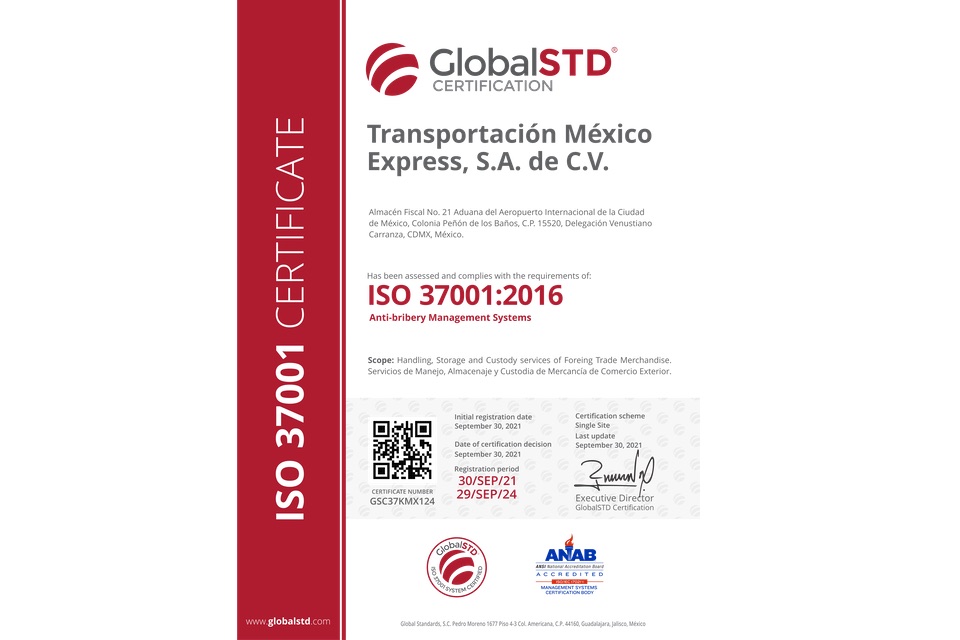 ISO 37001 CERTIFICATE
www.globalstd.com
GlobalSTD®
CERTIFICATION
Transportación México
Express, S.A. de C.V.
Almacén Fiscal No. 21 Aduana del Aeropuerto Internacional de la Ciudad
de México, Colonia Peñón de los Baños, C.P. 15520, Delegación Venustiano
Carranza, CDMX, México.
Has been assessed and complies with the requirements of:
ISO 37001:2016
Anti-bribery Management Systems
Scope: Handling, Storage and Custody services of Foreing Trade Merchandise.
Servicios de Manejo, Almacenaje y Custodia de Mercancía de Comercio Exterior.
CERTIFICATE NUMBER
GSC37KMX124
Initial registration date
September 30, 2021
Date of certification decision
September 30, 2021
Registration period
30/SEP/21
29/SEP/24
Certification scheme
Single Site
Last update
September 30, 2021
Executive Director
GlobalSTD Certification
GlobalSTD
ISO 37001 SYSTEM CERTIFIED
ANAB
ANSI National Accreditation Board
ACCREDITED
MANAGEMENT SYSTEMS
CERTIFICATION BODY
Global Standards, S.C. Pedro Moreno 1677 Piso 4-3 Col. Americana, C.P. 44160, Guadalajara, Jalisco, México